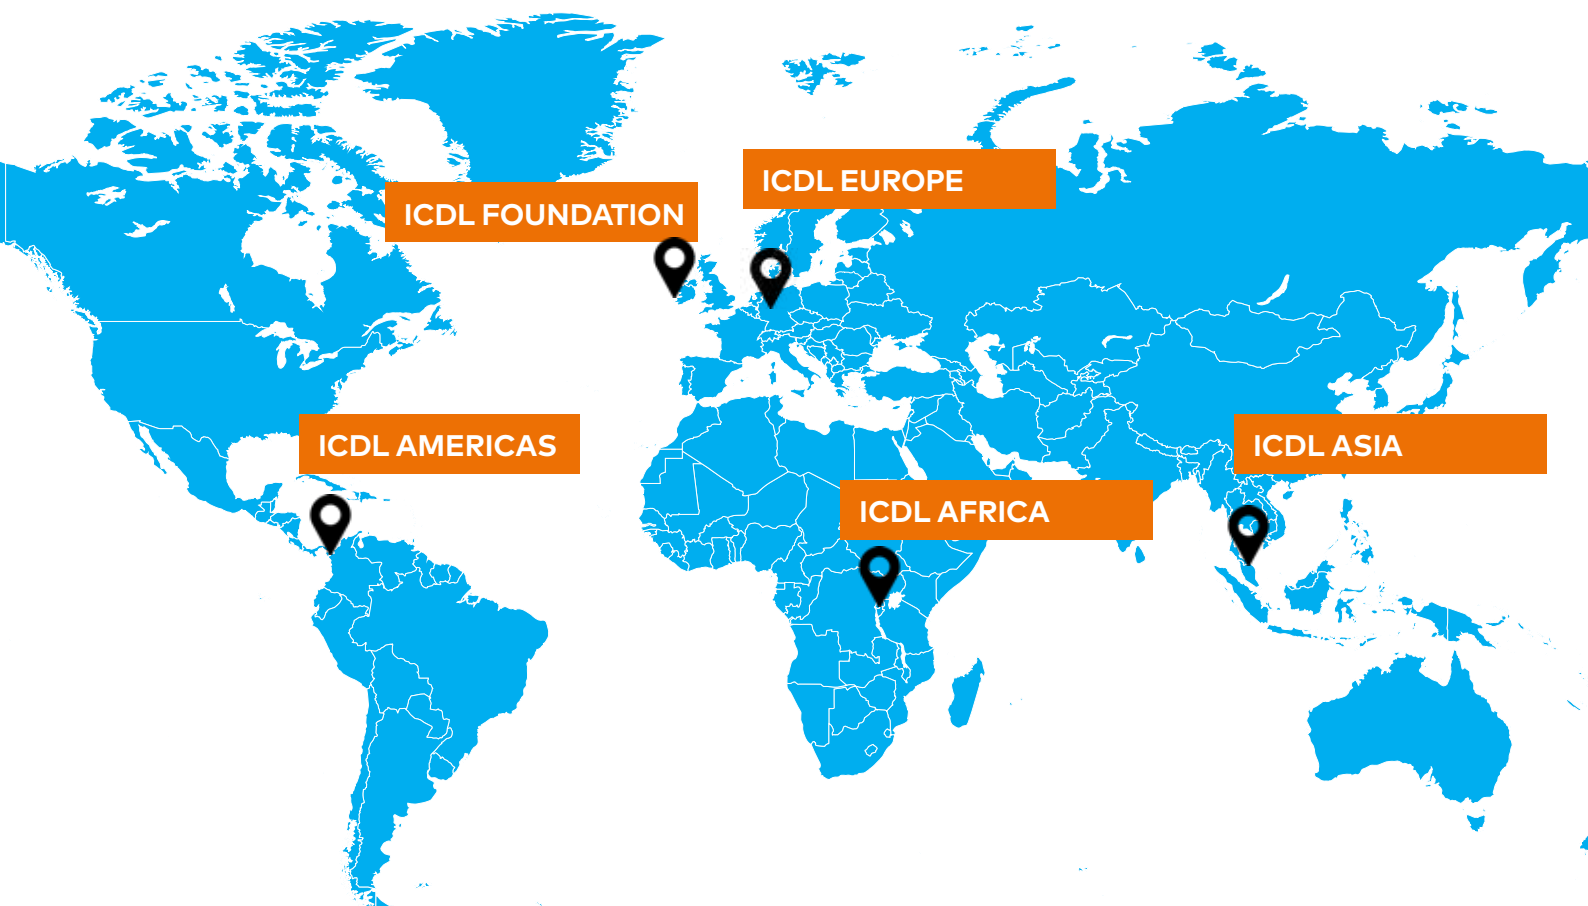 ICDL EUROPE
ICDL FOUNDATION
ICDL AMERICAS
ICDL ASIA
ICDL AFRICA